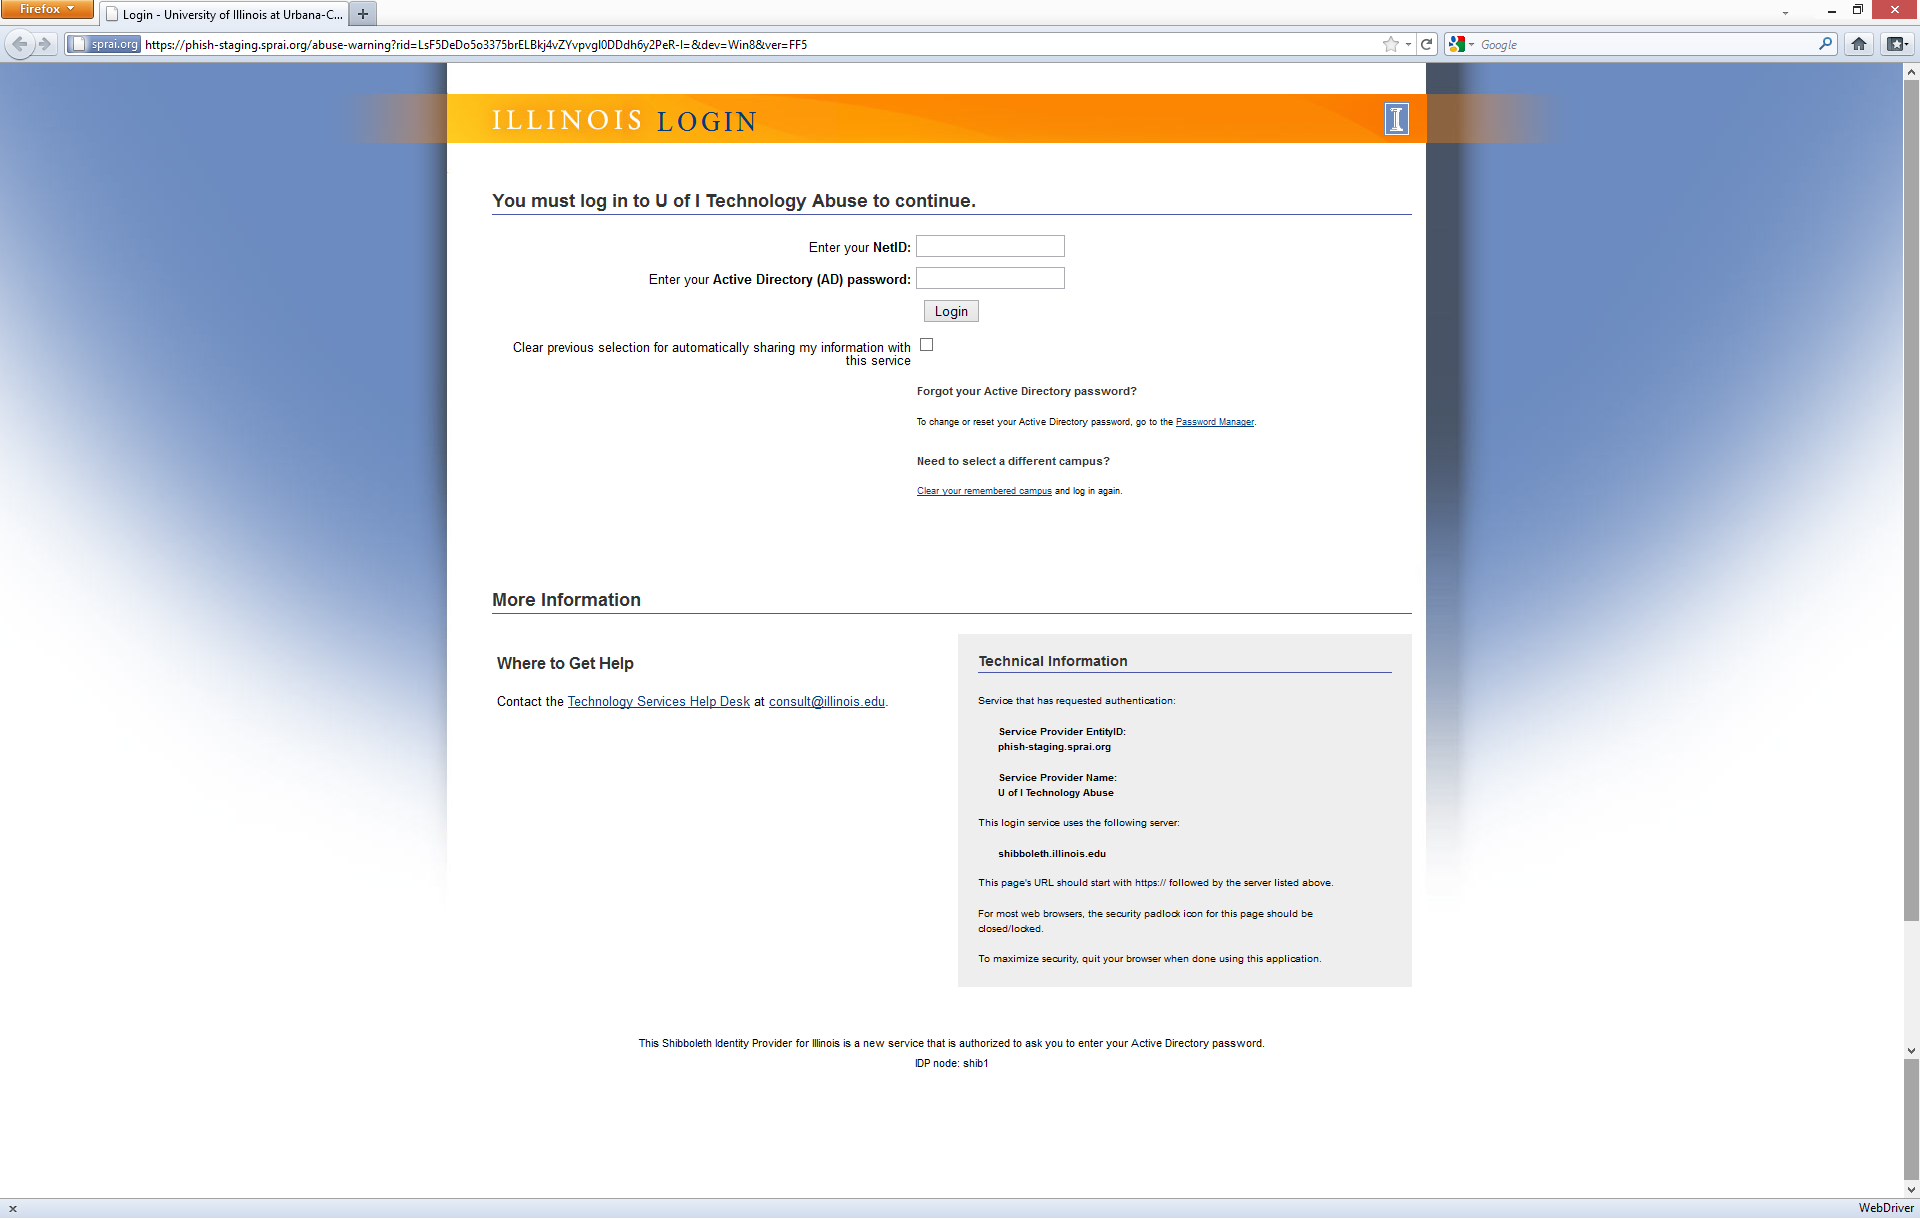 Firefox
Login - University of Illinois at Urbana-C...
sprai.org https://phish-staging.sprai.org/abuse-warning?rid=LsF5DeDo5o3375brELBkj4vZYvpvgl0DDdh6y2PeR-I=&dev=Win8&ver=FF5
Google
ILLINOIS LOGIN
You must log in to U of I Technology Abuse to continue.
Enter your NetID:
Enter your Active Directory (AD) password:
Login
Clear previous selection for automatically sharing my information with
this service
Forgot your Active Directory password?
To change or reset your Active Directory password, go to the Password Manager.
Need to select a different campus?
Clear your remembered campus and log in again.
More Information
Where to Get Help
Contact the Technology Services Help Desk at consult@illinois.edu.
Technical Information
Service that has requested authentication:
Service Provider EntityID:
phish-staging.sprai.org
Service Provider Name:
U of I Technology Abuse
This login service uses the following server:
shibboleth.illinois.edu
This page's URL should start with https:// followed by the server listed above.
For most web browsers, the security padlock icon for this page should be
closed/locked.
To maximize security, quit your browser when done using this application.
This Shibboleth Identity Provider for Illinois is a new service that is authorized to ask you to enter your Active Directory password.
IDP node: shib1
WebDriver